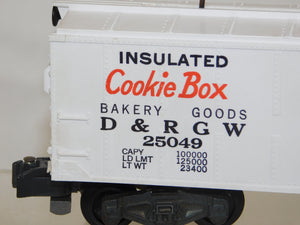 INSULATED
Cookie Box
BAKERY GOODS
D & R G W
25049
CAPY 100000
LD LMT 125000
LT WT 23400